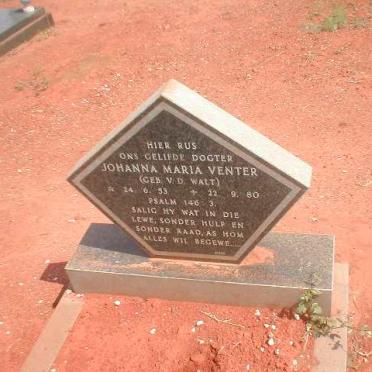 HIER RUS
ONS GELIEFDE DOGTER
JOHANNA MARIA VENTER
(GEB. V.D. WALT)
☆ 24. 6. 53 + 22. 9. 80
PSALM 146 3.
SALIG HY WAT IN DIE
LEWE, SONDER HULP EN
SONDER RAAD, AS HOM
ALLES WIL BEGEWE...